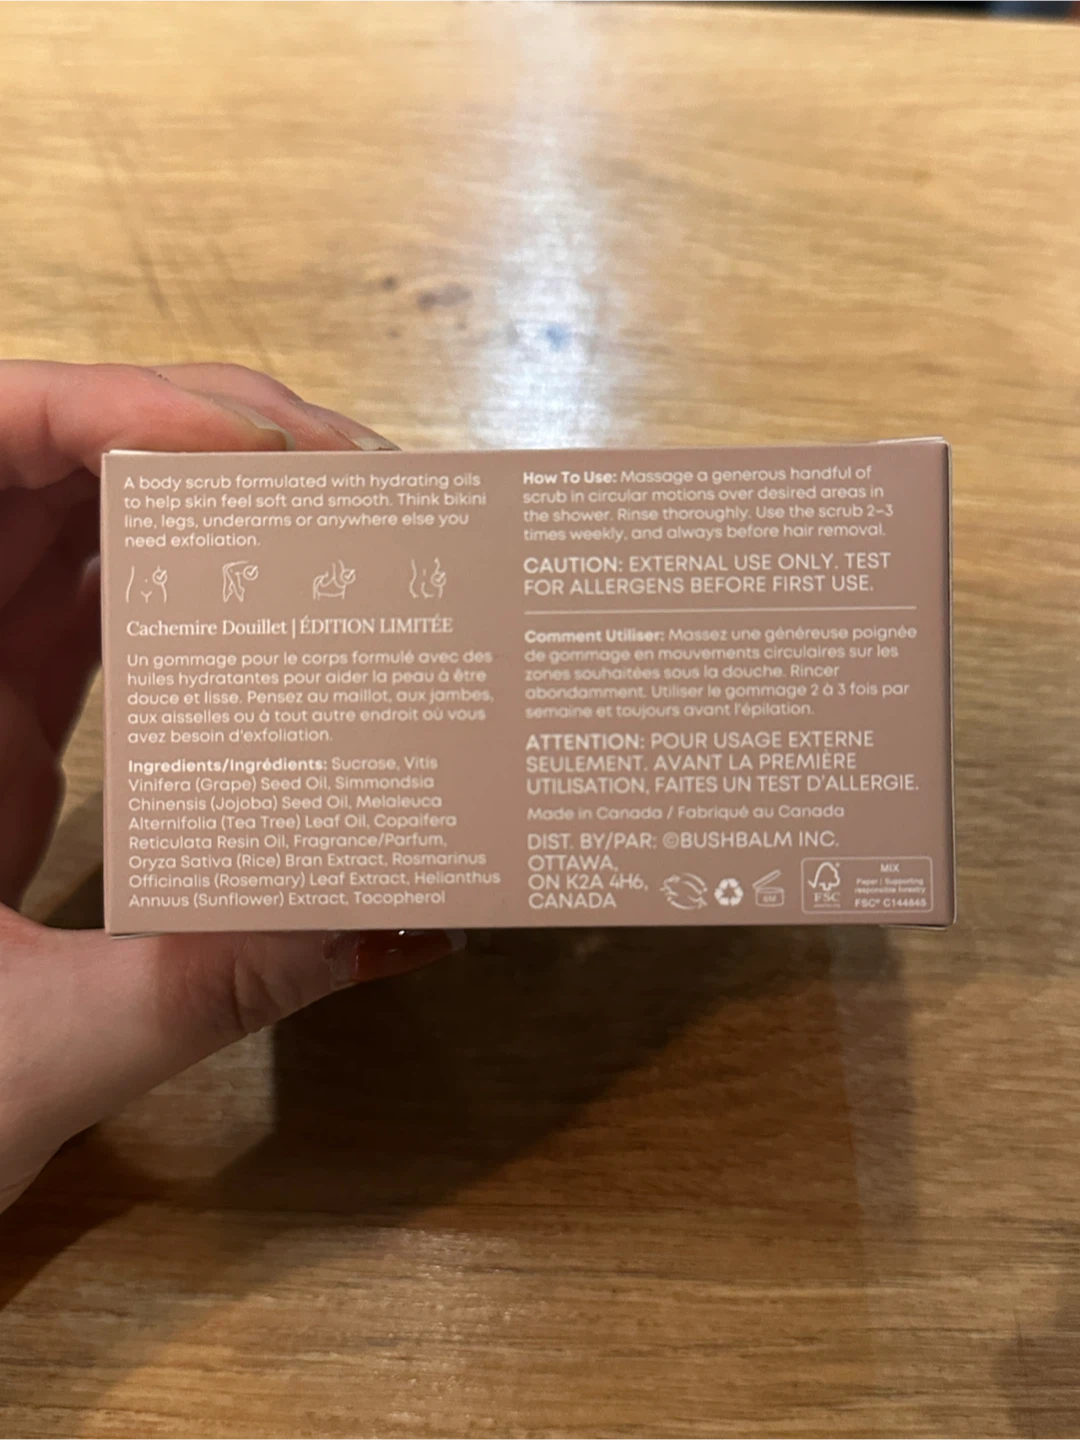 A body scrub formulated with hydrating oils
to help skin feel soft and smooth. Think bikini
line, legs, underarms or anywhere else you
need exfoliation.
Cachemire Douillet | ÉDITION LIMITÉE
Un gommage pour le corps formulé avec des
huiles hydratantes pour aider la peau à être
douce et lisse. Pensez au maillot, aux jambes,
aux aisselles ou à tout autre endroit où vous
avez besoin d'exfoliation.
Ingredients/Ingrédients: Sucrose, Vitis
Vinifera (Grape) Seed Oil, Simmondsia
Chinensis (Jojoba) Seed Oil, Melaleuca
Alternifolia (Tea Tree) Leaf Oil, Copaifera
Reticulata Resin Oil, Fragrance/Parfum,
Oryza Sativa (Rice) Bran Extract, Rosmarinus
Officinalis (Rosemary) Leaf Extract, Helianthus
Annuus (Sunflower) Extract, Tocopherol
How To Use: Massage a generous handful of
scrub in circular motions over desired areas in
the shower. Rinse thoroughly. Use the scrub 2–3
times weekly, and always before hair removal.
CAUTION: EXTERNAL USE ONLY. TEST
FOR ALLERGENS BEFORE FIRST USE.
Comment Utiliser: Massez une généreuse poignée
de gommage en mouvements circulaires sur les
zones souhaitées sous la douche. Rincer
abondamment. Utiliser le gommage 2 à 3 fois par
semaine et toujours avant l'épilation.
ATTENTION: POUR USAGE EXTERNE
SEULEMENT. AVANT LA PREMIÈRE
UTILISATION, FAITES UN TEST D'ALLERGIE.
Made in Canada / Fabriqué au Canada
DIST. BY/PAR: ©BUSHBALM INC.
OTTAWA,
ON K2A 4H6,
CANADA
6M
FSC
MIX
Paper | Supporting
responsible forestry
FSC® C144845